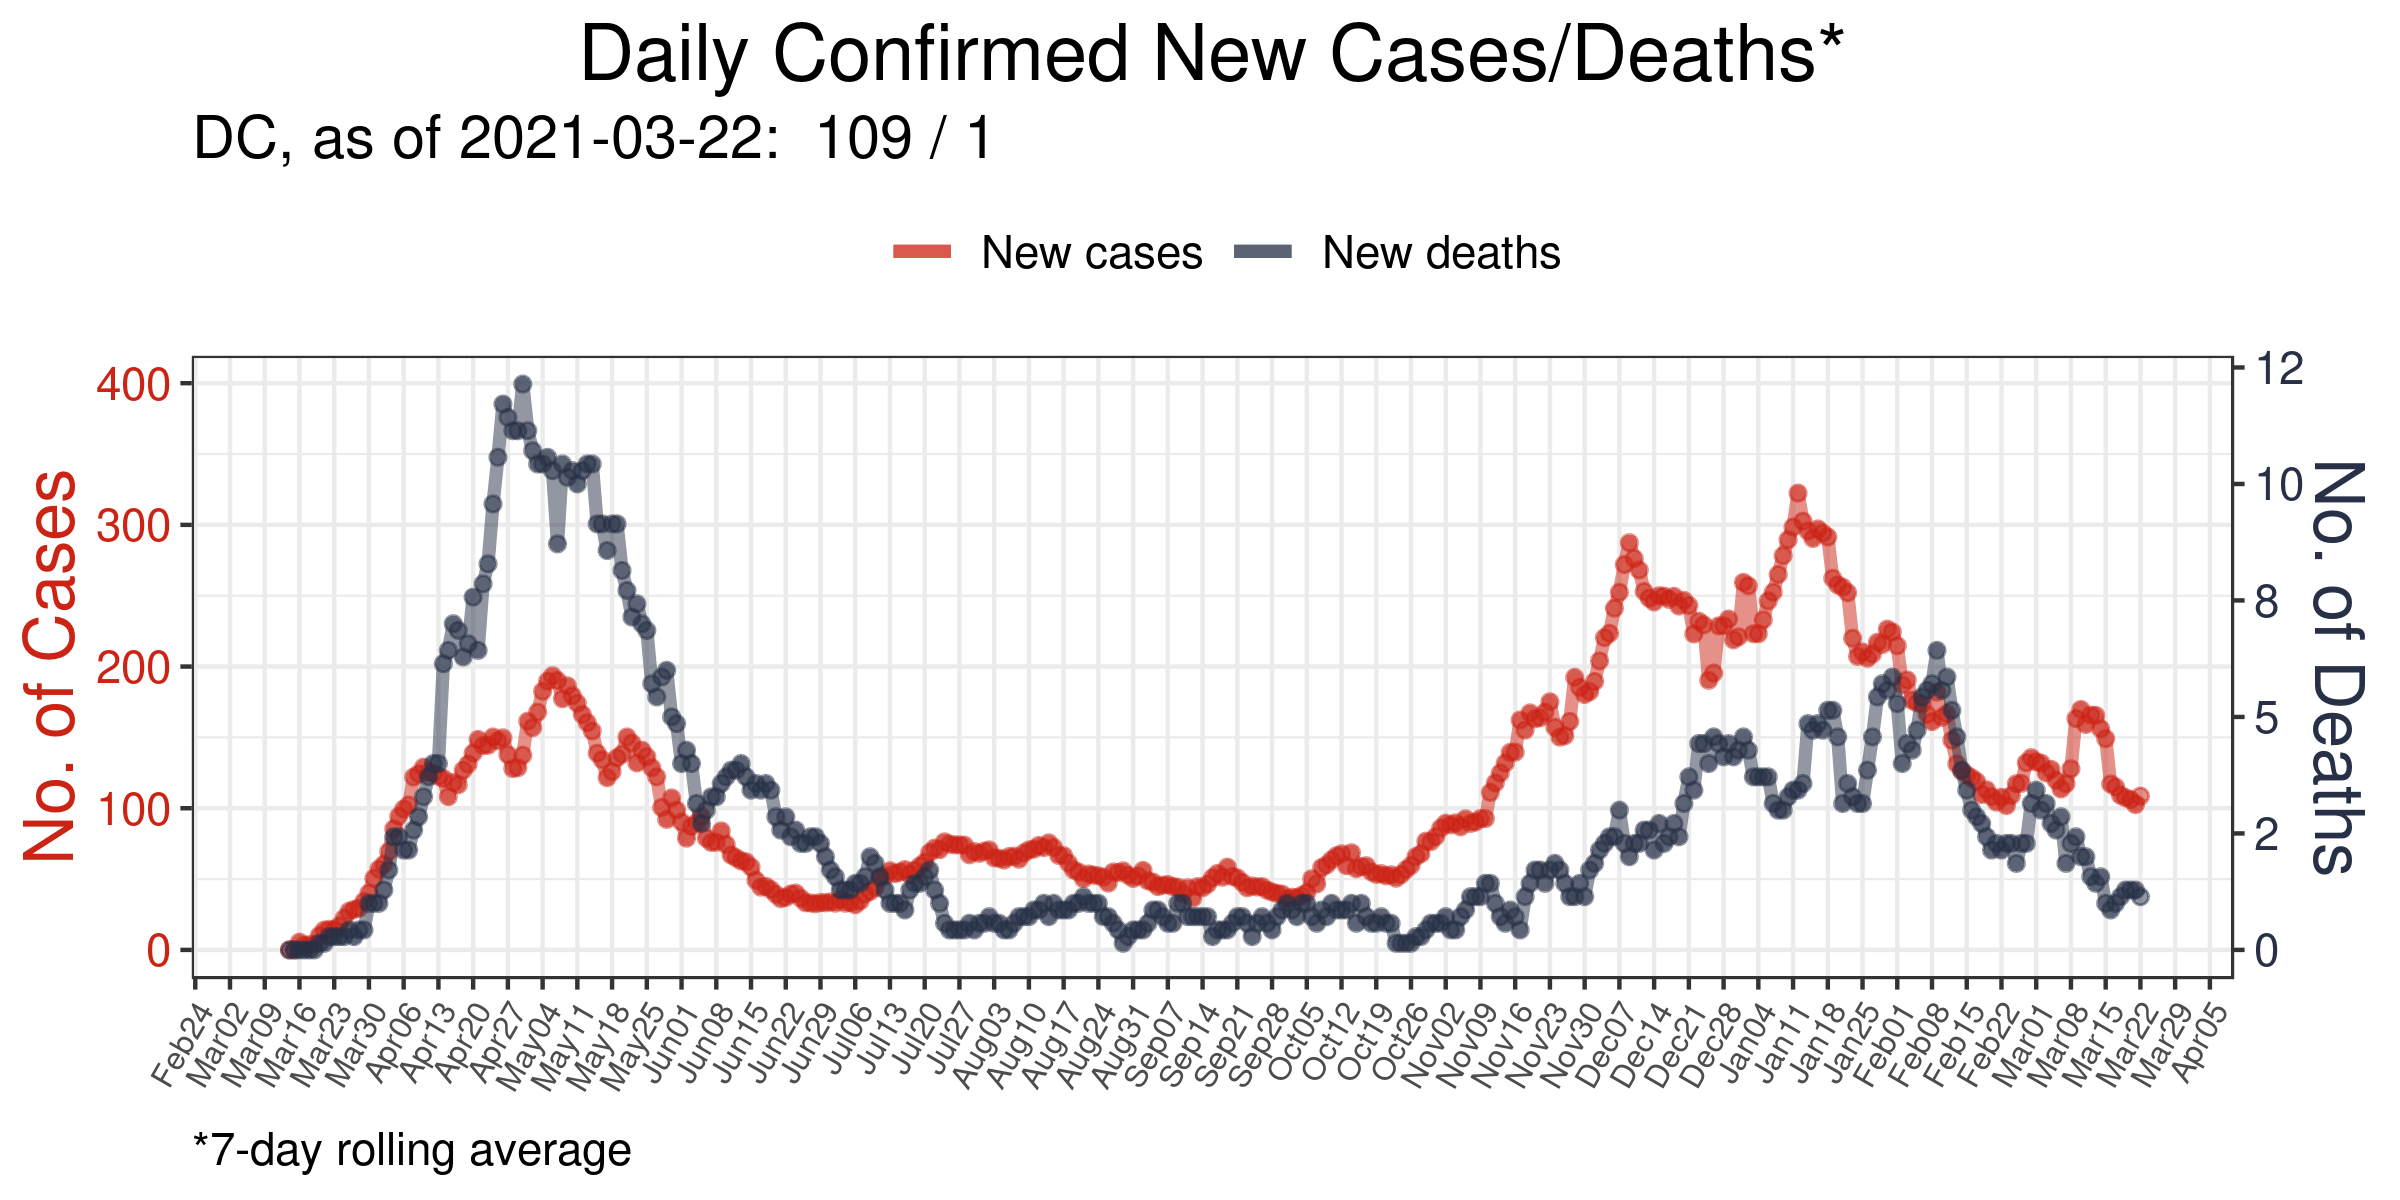 Daily Confirmed New Cases/Deaths*
DC, as of 2021-03-22:  109 / 1
New cases
New deaths
No. of Cases
400
300
200
100
0
12
10
8
5
2
0
No. of Deaths
Feb24
Mar02
Mar09
Mar16
Mar23
Mar30
Apr06
Apr13
Apr20
Apr27
May04
May11
May18
May25
Jun01
Jun08
Jun15
Jun22
Jun29
Jul06
Jul13
Jul20
Jul27
Aug03
Aug10
Aug17
Aug24
Aug31
Sep07
Sep14
Sep21
Sep28
Oct05
Oct12
Oct19
Oct26
Nov02
Nov09
Nov16
Nov23
Nov30
Dec07
Dec14
Dec21
Dec28
Jan04
Jan11
Jan18
Jan25
Feb01
Feb08
Feb15
Feb22
Mar01
Mar08
Mar15
Mar22
Mar29
Apr05
*7-day rolling average